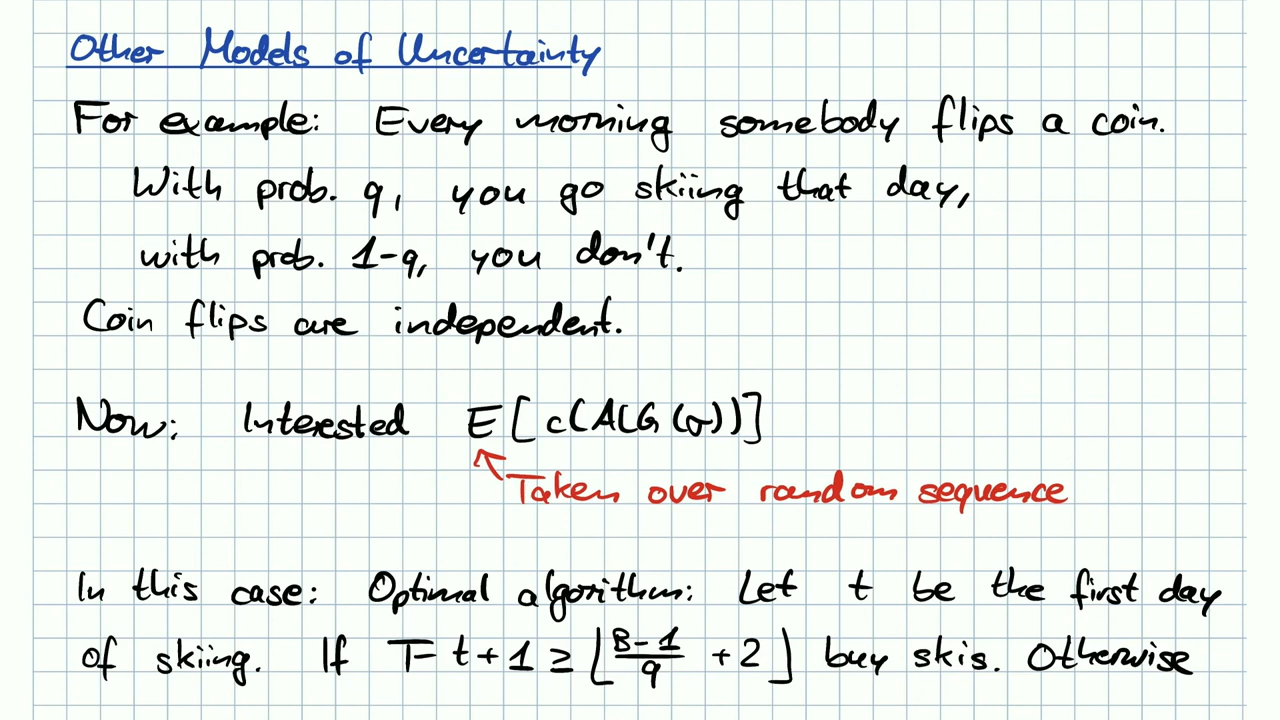 Other Models of Uncertainty
For example: Every morning somebody flips a coin.
With prob. q, you go skiing that day,
with prob. 1-q, you don't.
Coin flips are independent.
Now: Interested E[c(ALG(σ))]
Taken over random sequence
In this case: Optimal algorithm: Let t be the first day
of skiing. If T-t+1 ≥ ⌊(B-1)/q + 2⌋ buy skis. Otherwise